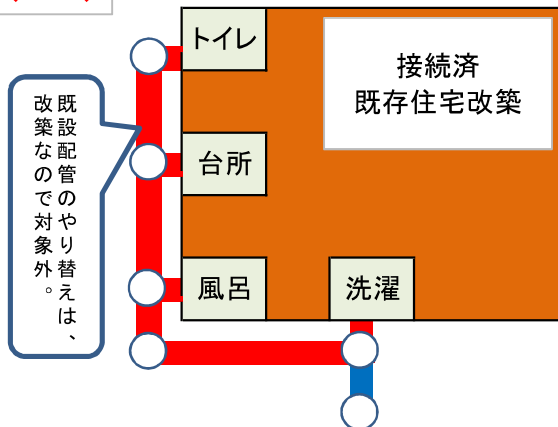 トイレ
接続済
既存住宅改築
台所
既設配管のやり替えは、
改築なので対象外。
風呂
洗濯